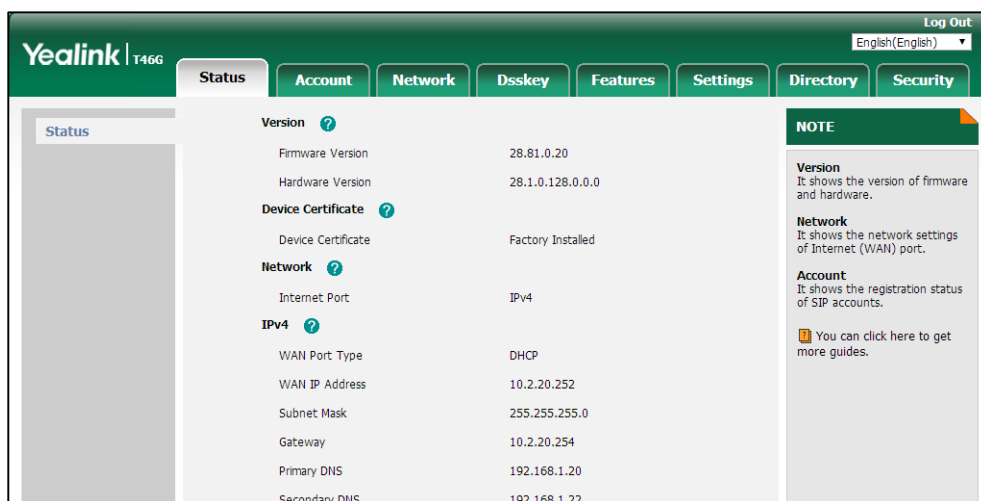 Log Out
English(English)
Yealink | T46G
Status
Account
Network
Dsskey
Features
Settings
Directory
Security
Status
Version
Firmware Version 28.81.0.20
Hardware Version 28.1.0.128.0.0.0
Device Certificate
Device Certificate Factory Installed
Network
Internet Port IPv4
IPv4
WAN Port Type DHCP
WAN IP Address 10.2.20.252
Subnet Mask 255.255.255.0
Gateway 10.2.20.254
Primary DNS 192.168.1.20
Secondary DNS 192.168.1.22
NOTE
Version
It shows the version of firmware
and hardware.
Network
It shows the network settings
of Internet (WAN) port.
Account
It shows the registration status
of SIP accounts.
You can click here to get
more guides.